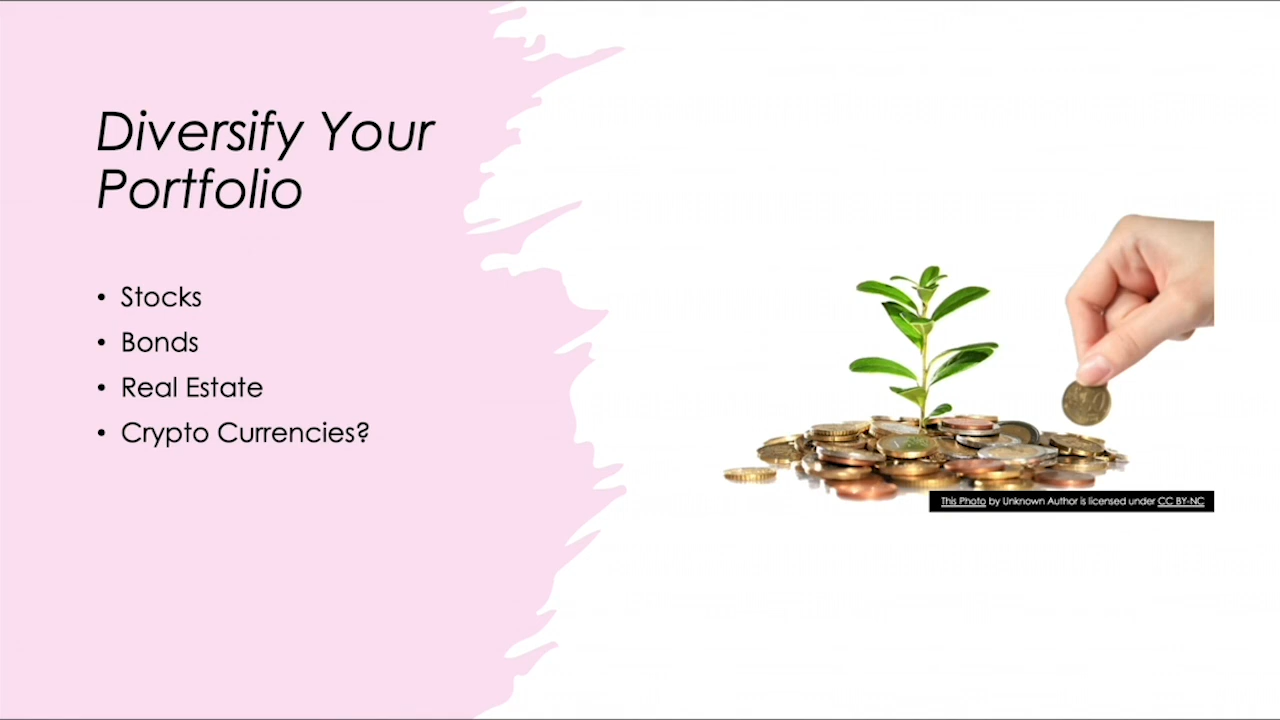 Diversify Your
Portfolio
• Stocks
• Bonds
• Real Estate
• Crypto Currencies?
This Photo by Unknown Author is licensed under CC BY-NC